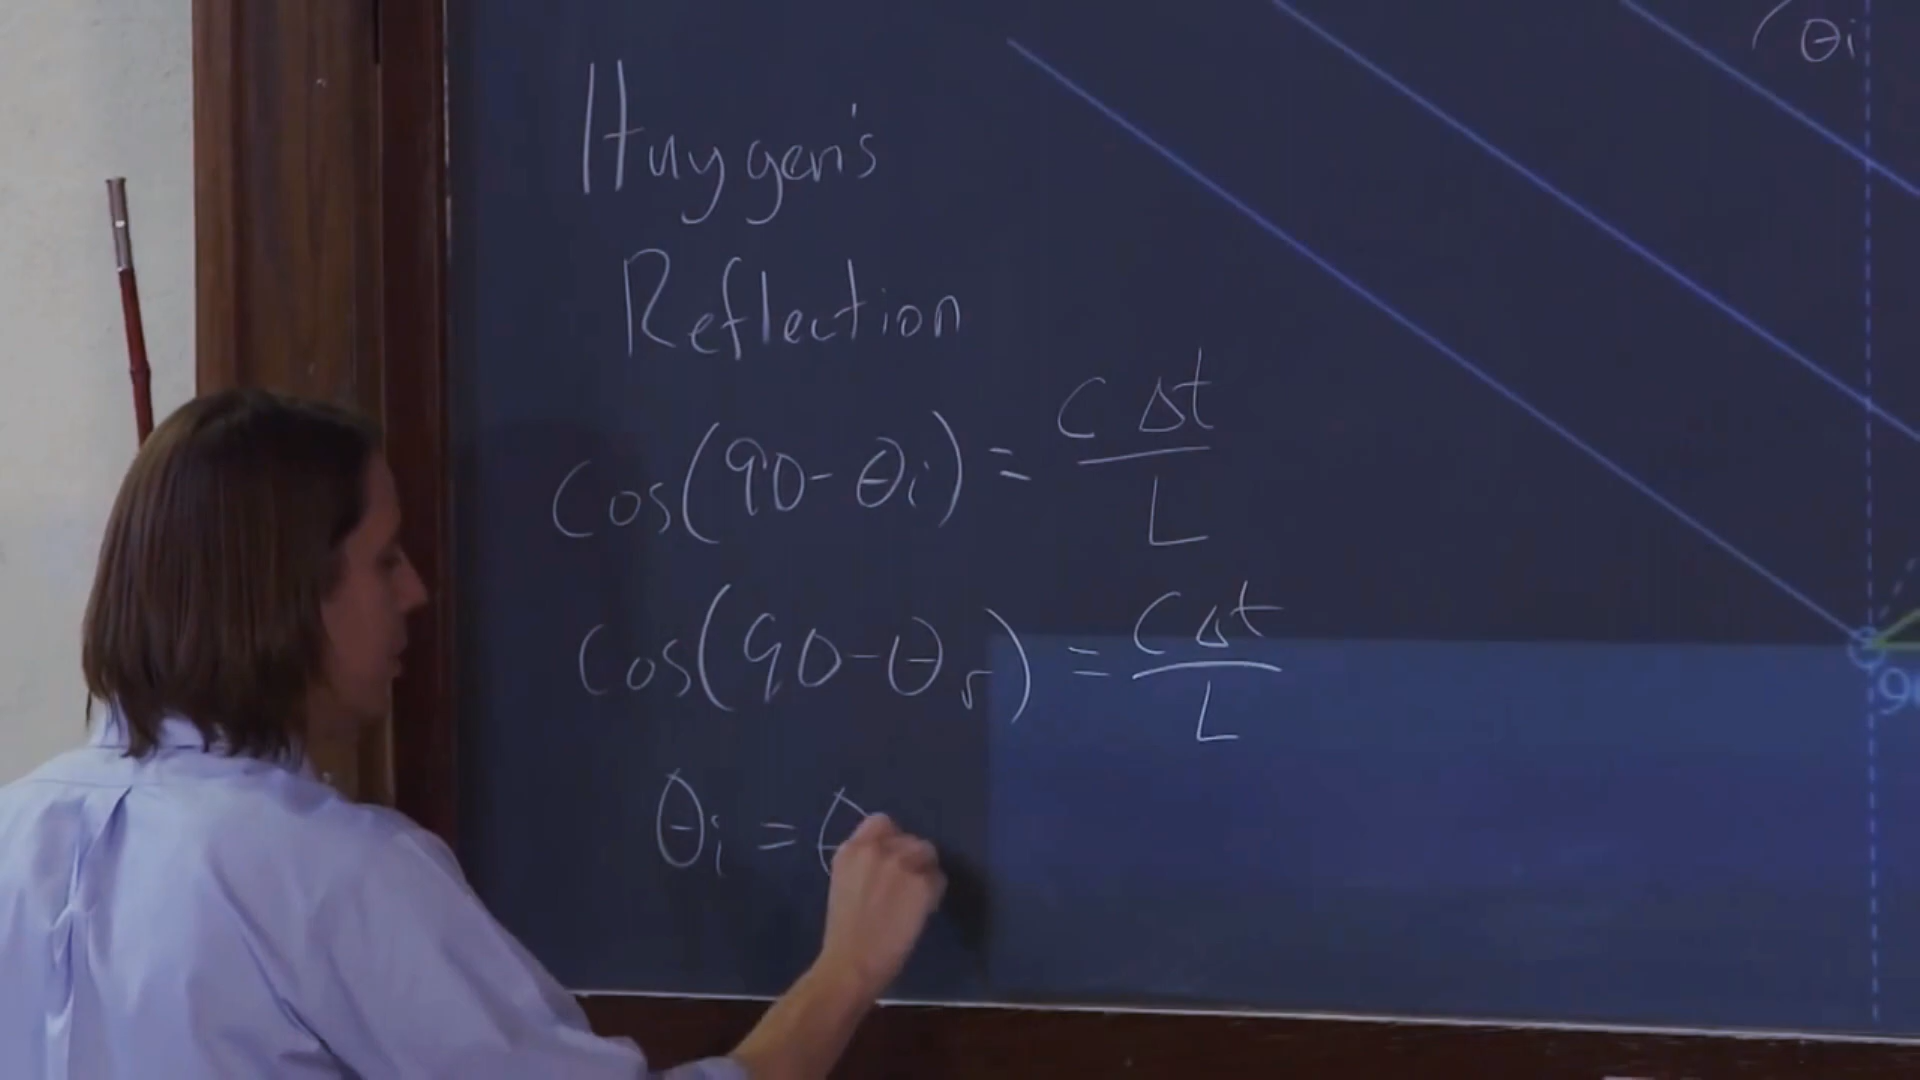 Huygen's
Reflection
Cos(90-θi) = CΔt/L
Cos(90-θr) = CΔt/L
θi = θ
θi